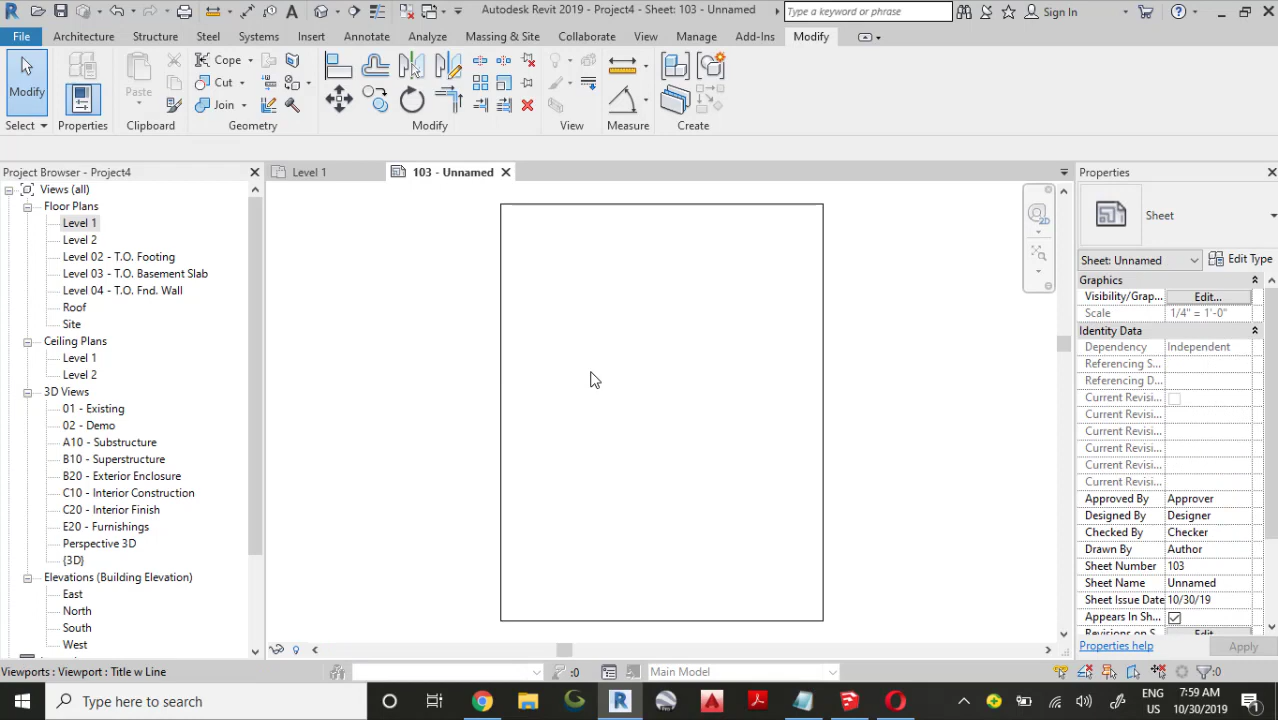 Autodesk Revit 2019 - Project4 - Sheet: 103 - Unnamed
Type a keyword or phrase
Sign In
File Architecture Structure Steel Systems Insert Annotate Analyze Massing & Site Collaborate View Manage Add-Ins Modify
Modify
Paste
Cope
Cut
Join
Select Properties Clipboard Geometry Modify View Measure Create
Project Browser - Project4
Level 1
103 - Unnamed
Properties
Views (all)
Floor Plans
Level 1
Level 2
Level 02 - T.O. Footing
Level 03 - T.O. Basement Slab
Level 04 - T.O. Fnd. Wall
Roof
Site
Ceiling Plans
Level 1
Level 2
3D Views
01 - Existing
02 - Demo
A10 - Substructure
B10 - Superstructure
B20 - Exterior Enclosure
C10 - Interior Construction
C20 - Interior Finish
E20 - Furnishings
Perspective 3D
{3D}
Elevations (Building Elevation)
East
North
South
West
2D
Sheet
Sheet: Unnamed
Edit Type
Graphics
Visibility/Grap... Edit...
Scale 1/4" = 1'-0"
Identity Data
Dependency Independent
Referencing S...
Referencing D...
Current Revisi...
Current Revisi...
Current Revisi...
Current Revisi...
Current Revisi...
Current Revisi...
Approved By Approver
Designed By Designer
Checked By Checker
Drawn By Author
Sheet Number 103
Sheet Name Unnamed
Sheet Issue Date 10/30/19
Appears In Sh...
Revisions on S... Edit...
Properties help
Apply
Viewports : Viewport : Title w Line
:0
Main Model
:0
Type here to search
ENG
US
7:59 AM
10/30/2019
1